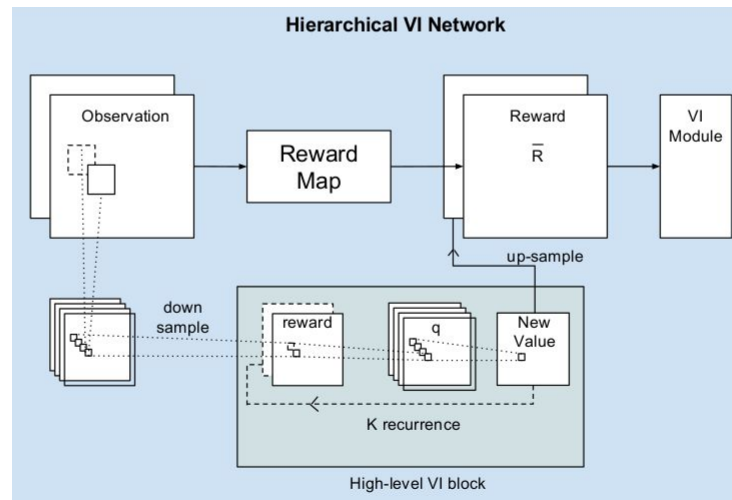 Hierarchical VI Network
Observation
Reward
Map
Reward
R̅
VI
Module
up-sample
down
sample
reward
q
New
Value
K recurrence
High-level VI block